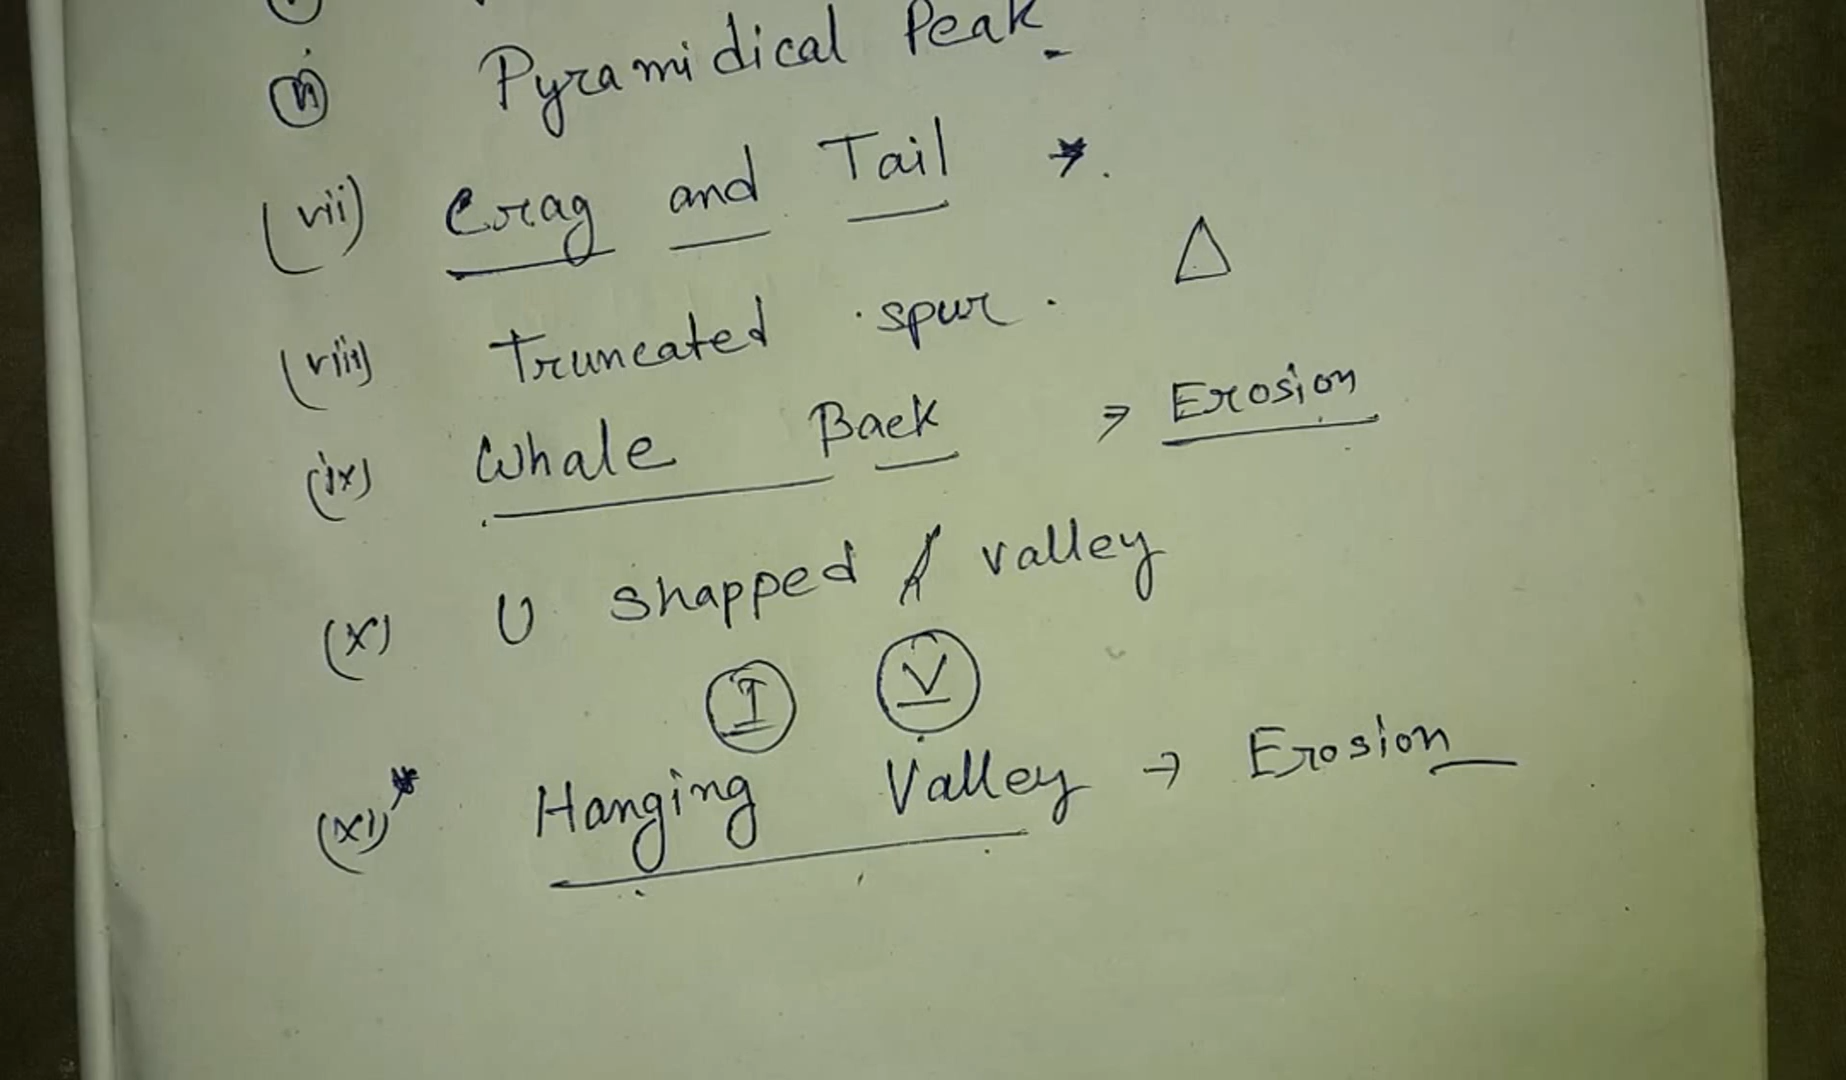 (vi) Pyramidical Peak
(vii) Crag and Tail
(viii) Truncated spur.
(ix) Whale Back ⇒ Erosion
(x) U shapped valley
I V
(xi) Hanging Valley → Erosion